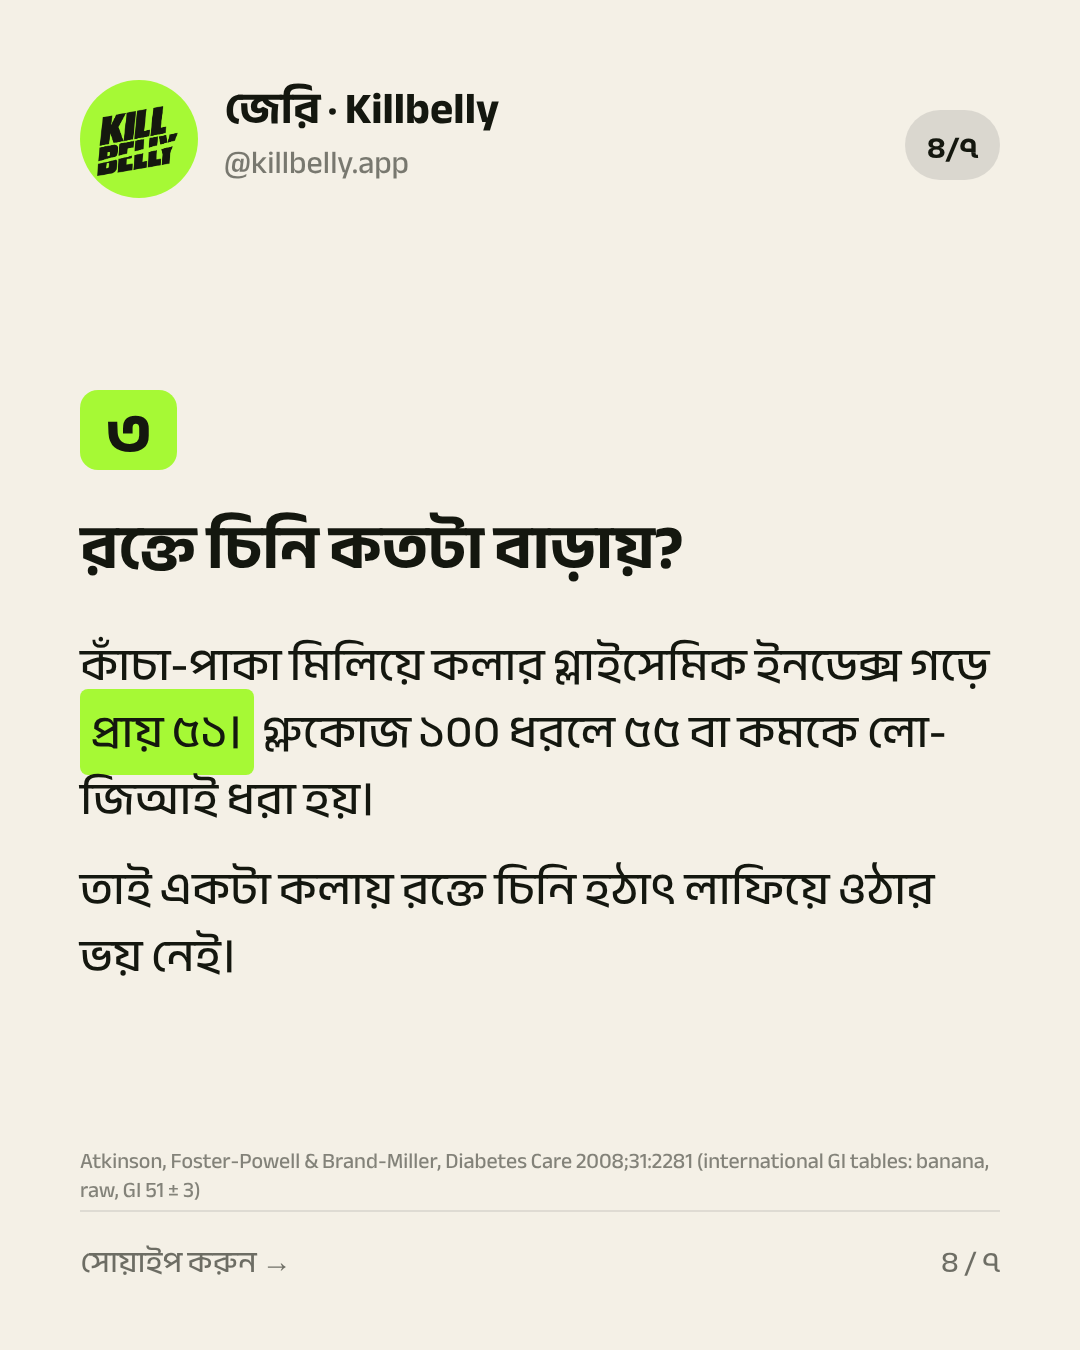 KILL
BELLY
BELLY
জেরি · Killbelly
@killbelly.app
৪/৭
৩
রক্তে চিনি কতটা বাড়ায়?
কাঁচা-পাকা মিলিয়ে কলার গ্লাইসেমিক ইনডেক্স গড়ে
প্রায় ৫১। গ্লুকোজ ১০০ ধরলে ৫৫ বা কমকে লো-
জিআই ধরা হয়।
তাই একটা কলায় রক্তে চিনি হঠাৎ লাফিয়ে ওঠার
ভয় নেই।
Atkinson, Foster-Powell & Brand-Miller, Diabetes Care 2008;31:2281 (international GI tables: banana,
raw, GI 51 ± 3)
সোয়াইপ করুন →
৪ / ৭